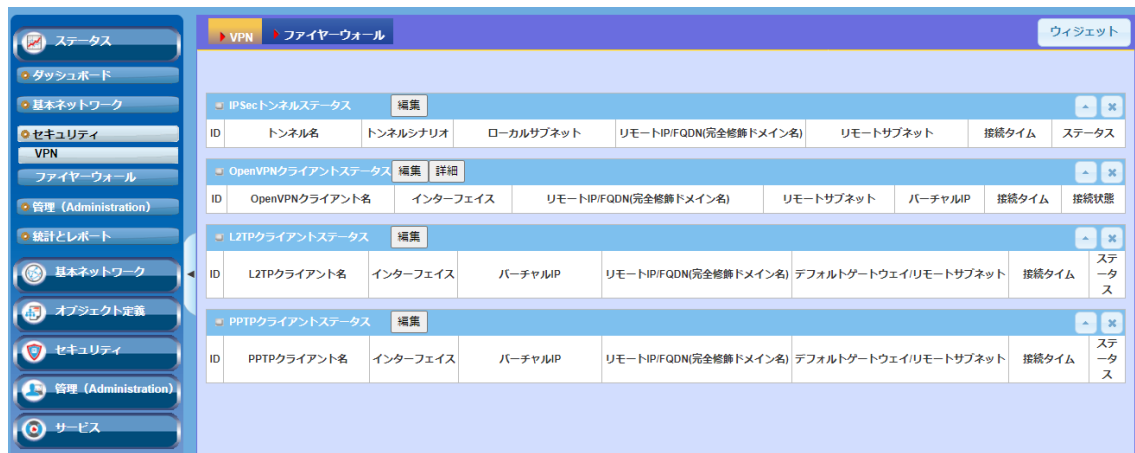 ステータス
ダッシュボード
基本ネットワーク
セキュリティ
VPN
ファイヤーウォール
管理（Administration）
統計とレポート
基本ネットワーク
オブジェクト定義
セキュリティ
管理（Administration）
サービス
VPN ファイヤーウォール ウィジェット
IPSecトンネルステータス 編集
ID トンネル名 トンネルシナリオ ローカルサブネット リモートIP/FQDN(完全修飾ドメイン名) リモートサブネット 接続タイム ステータス
OpenVPNクライアントステータス 編集 詳細
ID OpenVPNクライアント名 インターフェイス リモートIP/FQDN(完全修飾ドメイン名) リモートサブネット バーチャルIP 接続タイム 接続状態
L2TPクライアントステータス 編集
ID L2TPクライアント名 インターフェイス バーチャルIP リモートIP/FQDN(完全修飾ドメイン名) デフォルトゲートウェイ/リモートサブネット 接続タイム ステータス
PPTPクライアントステータス 編集
ID PPTPクライアント名 インターフェイス バーチャルIP リモートIP/FQDN(完全修飾ドメイン名) デフォルトゲートウェイ/リモートサブネット 接続タイム ステータス